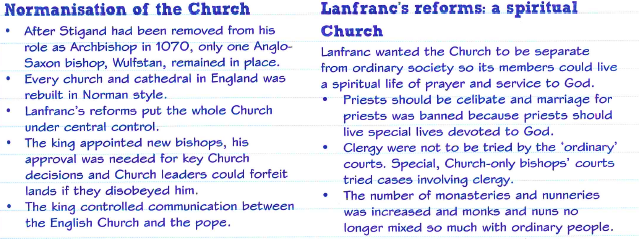 Normanisation of the Church
• After Stigand had been removed from his
role as Archbishop in 1070, only one Anglo-
Saxon bishop, Wulfstan, remained in place.
• Every church and cathedral in England was
rebuilt in Norman style.
• Lanfranc's reforms put the whole Church
under central control.
• The king appointed new bishops, his
approval was needed for key Church
decisions and Church leaders could forfeit
lands if they disobeyed him.
• The king controlled communication between
the English Church and the pope.
Lanfranc's reforms: a spiritual
Church
Lanfranc wanted the Church to be separate
from ordinary society so its members could live
a spiritual life of prayer and service to God.
• Priests should be celibate and marriage for
priests was banned because priests should
live special lives devoted to God.
• Clergy were not to be tried by the 'ordinary'
courts. Special, Church-only bishops' courts
tried cases involving clergy.
• The number of monasteries and nunneries
was increased and monks and nuns no
longer mixed so much with ordinary people.